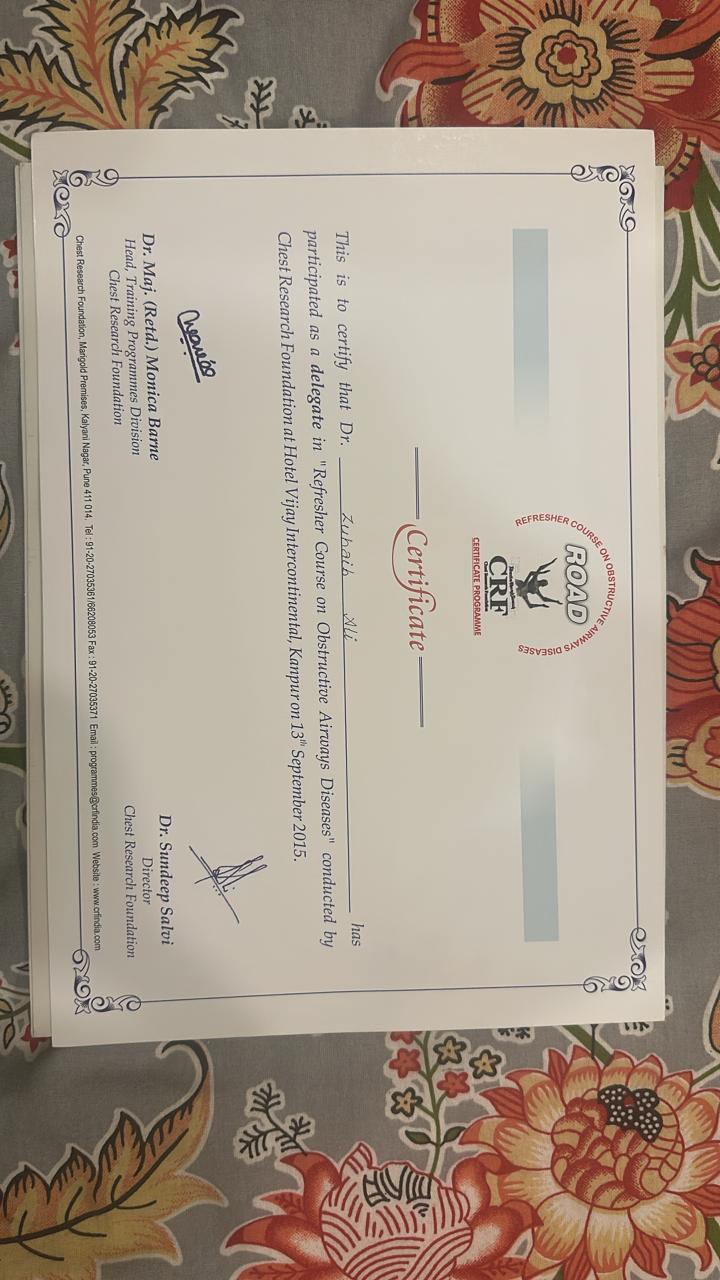 REFRESHER COURSE ON OBSTRUCTIVE AIRWAYS DISEASES
ROAD
CRF
Chest Research Foundation
CERTIFICATE PROGRAMME
Certificate
This is to certify that Dr. Zubaib Ali has
participated as a delegate in "Refresher Course on Obstructive Airways Diseases" conducted by
Chest Research Foundation at Hotel Vijay Intercontinental, Kanpur on 13th September 2015.
Dr. Maj. (Retd.) Monica Barne
Head, Training Programmes Division
Chest Research Foundation
Dr. Sundeep Salvi
Director
Chest Research Foundation
Chest Research Foundation, Marigold Premises, Kalyani Nagar, Pune 411 014. Tel : 91-20-27035361/66208053 Fax : 91-20-27035371 Email : programmes@crfindia.com Website : www.crfindia.com